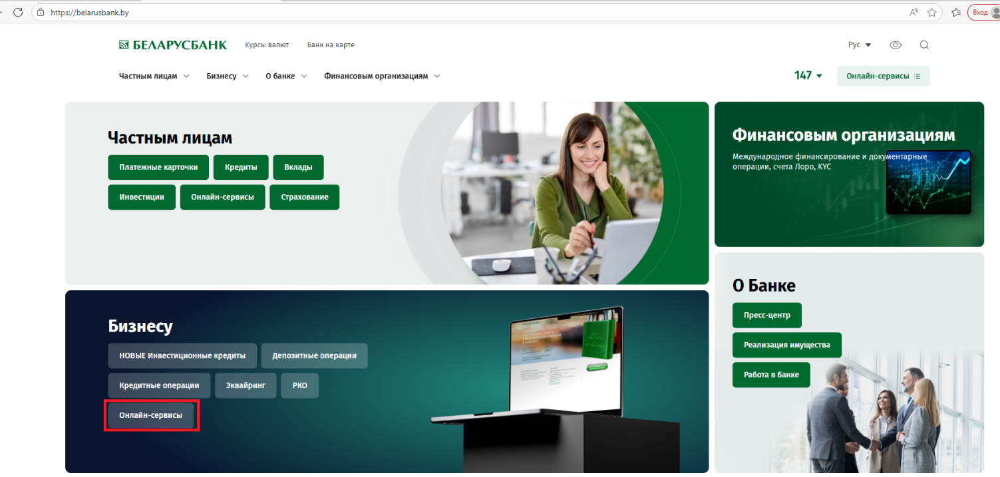 https://belarusbank.by
Вход
БЕЛАРУСБАНК
Курсы валют
Банк на карте
Рус
Частным лицам
Бизнесу
О банке
Финансовым организациям
147
Онлайн-сервисы
Частным лицам
Платежные карточки
Кредиты
Вклады
Инвестиции
Онлайн-сервисы
Страхование
Финансовым организациям
Международное финансирование и документарные
операции, счета Лоро, KYC
Бизнесу
НОВЫЕ Инвестиционные кредиты
Депозитные операции
Кредитные операции
Эквайринг
РКО
Онлайн-сервисы
О Банке
Пресс-центр
Реализация имущества
Работа в банке